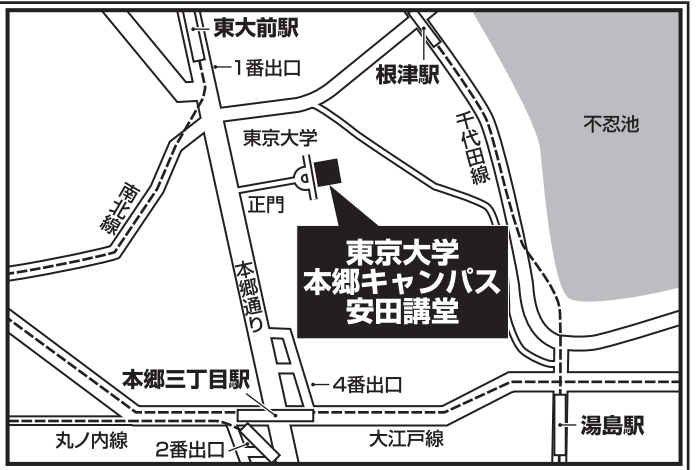 東大前駅
1番出口
根津駅
不忍池
東京大学
千代田線
南北線
正門
東京大学
本郷キャンパス
安田講堂
本郷通り
本郷三丁目駅
4番出口
丸ノ内線
2番出口
大江戸線
湯島駅